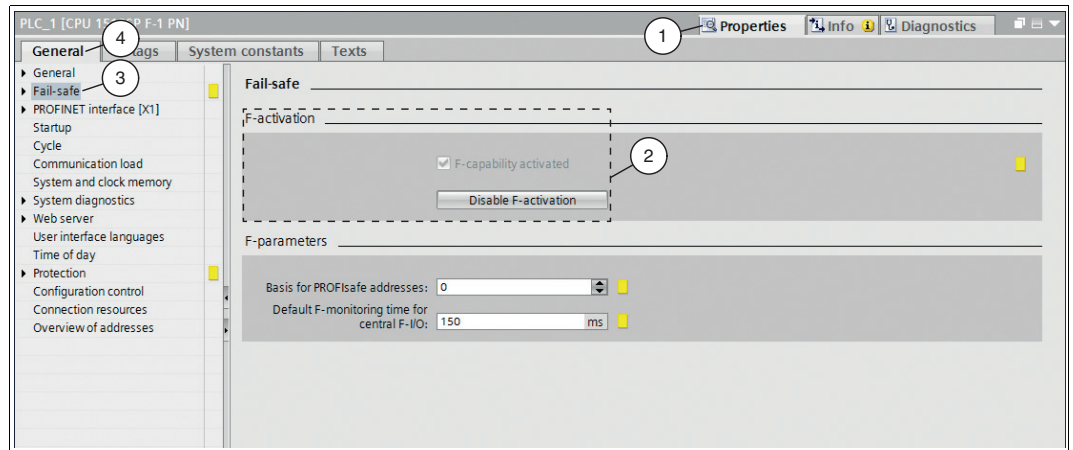 PLC_1 [CPU 151 SP F-1 PN]
1
Properties
Info
Diagnostics
General
4
tags
System constants
Texts
General
3
Fail-safe
PROFINET interface [X1]
Startup
Cycle
Communication load
System and clock memory
System diagnostics
Web server
User interface languages
Time of day
Protection
Configuration control
Connection resources
Overview of addresses
Fail-safe
F-activation
F-capability activated
2
Disable F-activation
F-parameters
Basis for PROFIsafe addresses: 0
Default F-monitoring time for
central F-I/O: 150 ms